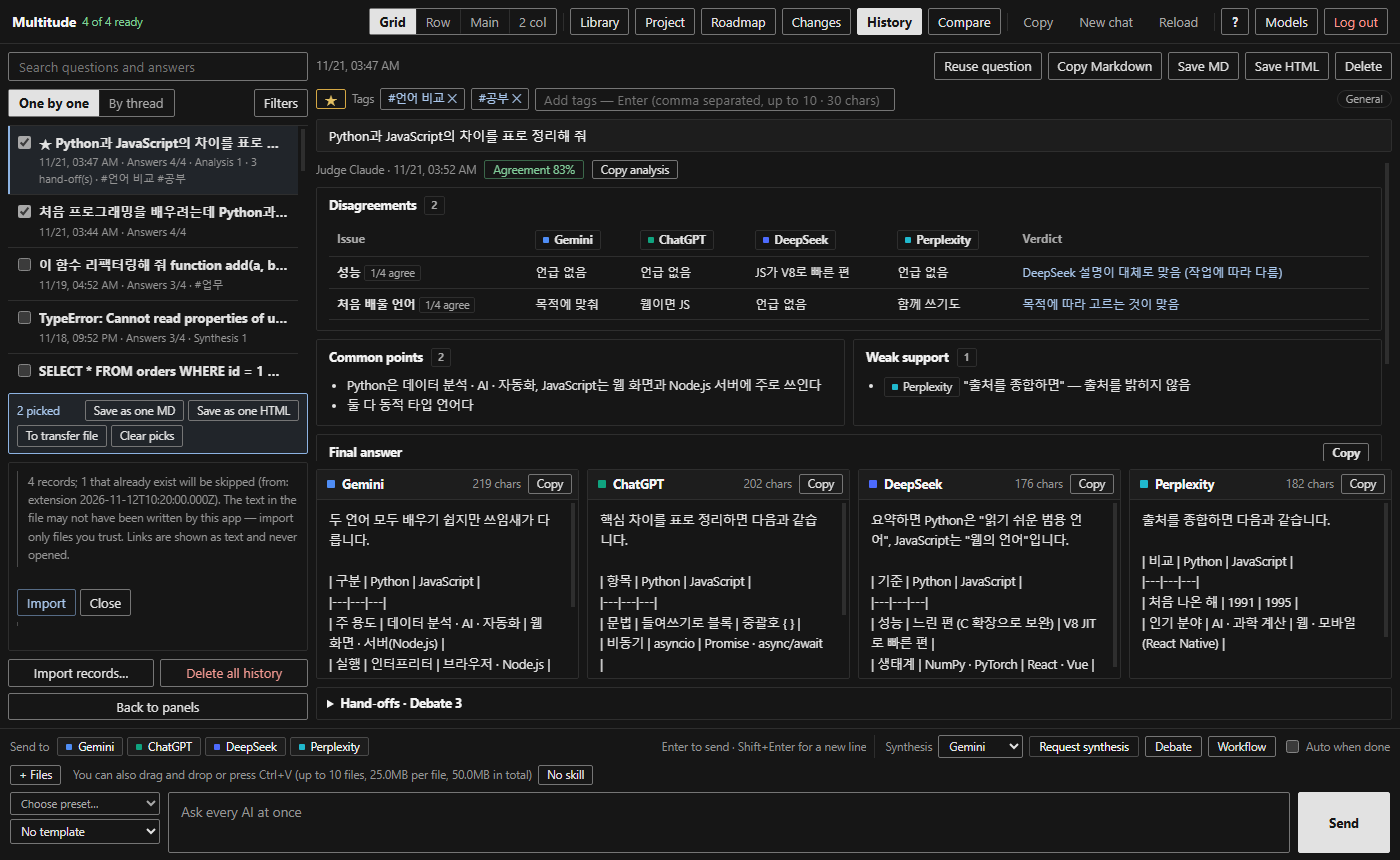 Multitude 4 of 4 ready
Grid Row Main 2 col Library Project Roadmap Changes History Compare Copy New chat Reload ? Models Log out
Search questions and answers
One by one By thread Filters
★ Python과 JavaScript의 차이를 표로 ...
11/21, 03:47 AM · Answers 4/4 · Analysis 1 · 3
hand-off(s) · #언어 비교 #공부
처음 프로그래밍을 배우려는데 Python과...
11/21, 03:44 AM · Answers 4/4
이 함수 리팩터링해 줘 function add(a, b...
11/19, 04:52 AM · Answers 3/4 · #업무
TypeError: Cannot read properties of u...
11/18, 09:52 PM · Answers 3/4 · Synthesis 1
SELECT * FROM orders WHERE id = 1 ...
2 picked Save as one MD Save as one HTML
To transfer file Clear picks
4 records; 1 that already exist will be skipped (from:
extension 2026-11-12T10:20:00.000Z). The text in the
file may not have been written by this app — import
only files you trust. Links are shown as text and never
opened.
Import Close
Import records... Delete all history
Back to panels
11/21, 03:47 AM Reuse question Copy Markdown Save MD Save HTML Delete
★ Tags #언어 비교 ✕ #공부 ✕ Add tags — Enter (comma separated, up to 10 · 30 chars) General
Python과 JavaScript의 차이를 표로 정리해 줘
Judge Claude · 11/21, 03:52 AM Agreement 83% Copy analysis
Disagreements 2
Issue Gemini ChatGPT DeepSeek Perplexity Verdict
성능 1/4 agree 언급 없음 언급 없음 JS가 V8로 빠른 편 언급 없음 DeepSeek 설명이 대체로 맞음 (작업에 따라 다름)
처음 배울 언어 1/4 agree 목적에 맞춰 웹이면 JS 언급 없음 함께 쓰기도 목적에 따라 고르는 것이 맞음
Common points 2
• Python은 데이터 분석 · AI · 자동화, JavaScript는 웹 화면과 Node.js 서버에 주로 쓰인다
• 둘 다 동적 타입 언어다
Weak support 1
• Perplexity "출처를 종합하면" — 출처를 밝히지 않음
Final answer Copy
Gemini 219 chars Copy
두 언어 모두 배우기 쉽지만 쓰임새가 다
릅니다.
| 구분 | Python | JavaScript |
|---|---|---|
| 주 용도 | 데이터 분석 · AI · 자동화 | 웹
화면 · 서버(Node.js) |
| 실행 | 인터프리터 | 브라우저 · Node.js |
ChatGPT 202 chars Copy
핵심 차이를 표로 정리하면 다음과 같습
니다.
| 항목 | Python | JavaScript |
|---|---|---|
| 문법 | 들여쓰기로 블록 | 중괄호 { } |
| 비동기 | asyncio | Promise · async/await
|
DeepSeek 176 chars Copy
요약하면 Python은 "읽기 쉬운 범용 언
어", JavaScript는 "웹의 언어"입니다.
| 기준 | Python | JavaScript |
|---|---|---|
| 성능 | 느린 편 (C 확장으로 보완) | V8 JIT
로 빠른 편 |
| 생태계 | NumPy · PyTorch | React · Vue |
Perplexity 182 chars Copy
출처를 종합하면 다음과 같습니다.
| 비교 | Python | JavaScript |
|---|---|---|
| 처음 나온 해 | 1991 | 1995 |
| 인기 분야 | AI · 과학 계산 | 웹 · 모바일
(React Native) |
▶ Hand-offs · Debate 3
Send to Gemini ChatGPT DeepSeek Perplexity Enter to send · Shift+Enter for a new line Synthesis Gemini Request synthesis Debate Workflow Auto when done
+ Files You can also drag and drop or press Ctrl+V (up to 10 files, 25.0MB per file, 50.0MB in total) No skill
Choose preset...
No template
Ask every AI at once
Send